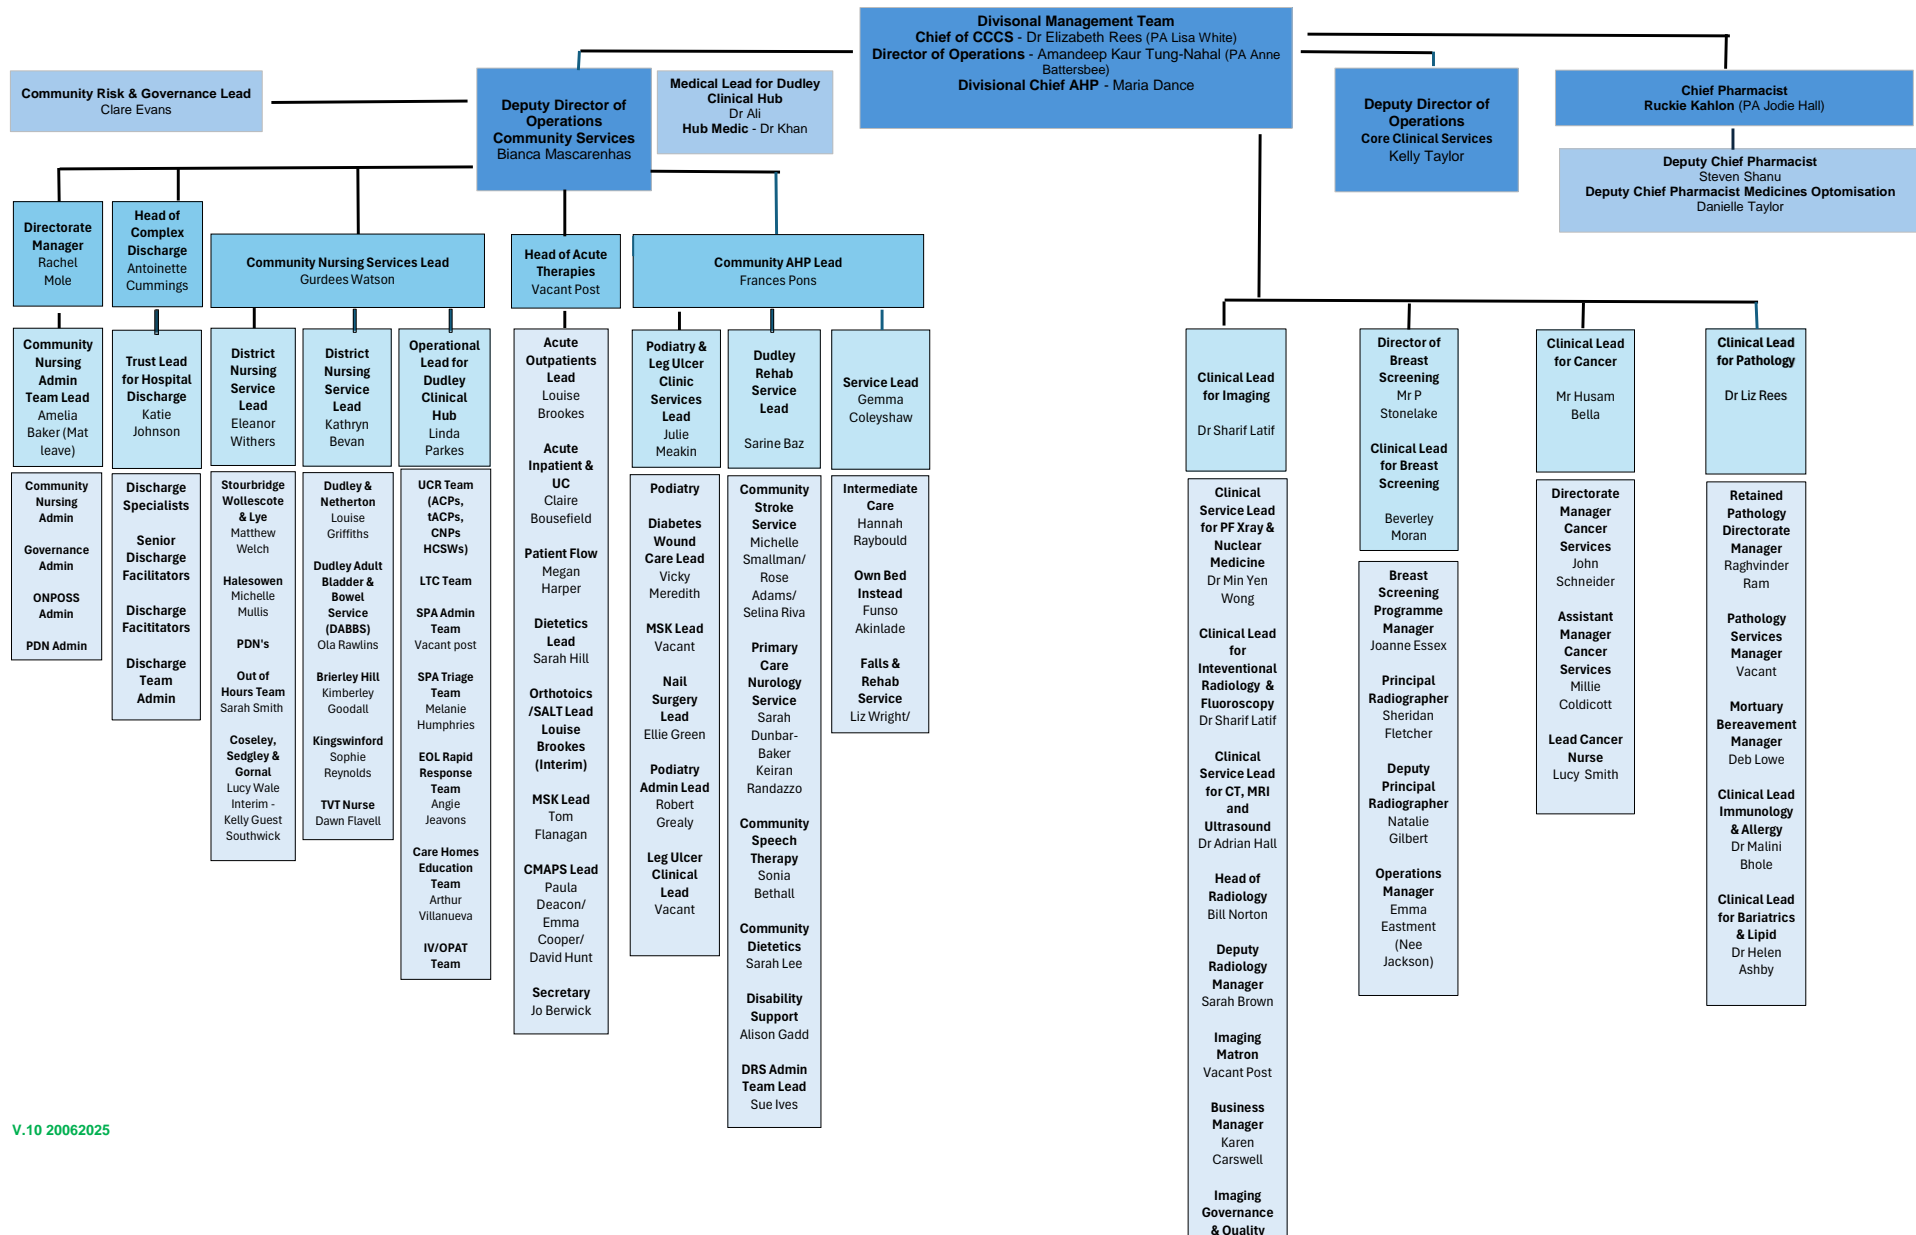 Divisonal Management Team
Chief of CCCS - Dr Elizabeth Rees (PA Lisa White)
Director of Operations - Amandeep Kaur Tung-Nahal (PA Anne
Battersbee)
Divisional Chief AHP - Maria Dance
Community Risk & Governance Lead
Clare Evans
Deputy Director of
Operations
Community Services
Bianca Mascarenhas
Medical Lead for Dudley
Clinical Hub
Dr Ali
Hub Medic - Dr Khan
Deputy Director of
Operations
Core Clinical Services
Kelly Taylor
Chief Pharmacist
Ruckie Kahlon (PA Jodie Hall)
Deputy Chief Pharmacist
Steven Shanu
Deputy Chief Pharmacist Medicines Optomisation
Danielle Taylor
Directorate
Manager
Rachel
Mole
Head of
Complex
Discharge
Antoinette
Cummings
Community Nursing Services Lead
Gurdees Watson
Head of Acute
Therapies
Vacant Post
Community AHP Lead
Frances Pons
Community
Nursing
Admin
Team Lead
Amelia
Baker (Mat
leave)
Trust Lead
for Hospital
Discharge
Katie
Johnson
District
Nursing
Service
Lead
Eleanor
Withers
District
Nursing
Service
Lead
Kathryn
Bevan
Operational
Lead for
Dudley
Clinical
Hub
Linda
Parkes
Acute
Outpatients
Lead
Louise
Brookes
Acute
Inpatient &
UC
Claire
Bousefield
Patient Flow
Megan
Harper
Dietetics
Lead
Sarah Hill
Orthotoics
/SALT Lead
Louise
Brookes
(Interim)
MSK Lead
Tom
Flanagan
CMAPS Lead
Paula
Deacon/
Emma
Cooper/
David Hunt
Secretary
Jo Berwick
Podiatry &
Leg Ulcer
Clinic
Services
Lead
Julie
Meakin
Dudley
Rehab
Service
Lead
Sarine Baz
Service Lead
Gemma
Coleyshaw
Clinical Lead
for Imaging
Dr Sharif Latif
Director of
Breast
Screening
Mr P
Stonelake
Clinical Lead
for Breast
Screening
Beverley
Moran
Clinical Lead
for Cancer
Mr Husam
Bella
Clinical Lead
for Pathology
Dr Liz Rees
Community
Nursing
Admin
Governance
Admin
ONPOSS
Admin
PDN Admin
Discharge
Specialists
Senior
Discharge
Facilitators
Discharge
Facitators
Discharge
Team
Admin
Stourbridge
Wollescote
& Lye
Matthew
Welch
Halesowen
Michelle
Mullis
PDN's
Out of
Hours Team
Sarah Smith
Coseley,
Sedgley &
Gornal
Lucy Wale
Interim -
Kelly Guest
Southwick
Dudley &
Netherton
Louise
Griffiths
Dudley Adult
Bladder &
Bowel
Service
(DABBS)
Ola Rawlins
Brierley Hill
Kimberley
Goodall
Kingswinford
Sophie
Reynolds
TVT Nurse
Dawn Flavell
UCR Team
(ACPs,
tACPs,
CNPs
HCSWs)
LTC Team
SPA Admin
Team
Vacant post
SPA Triage
Team
Melanie
Humphries
EOL Rapid
Response
Team
Angie
Jeavons
Care Homes
Education
Team
Arthur
Villanueva
IV/OPAT
Team
Podiatry
Diabetes
Wound
Care Lead
Vicky
Meredith
MSK Lead
Vacant
Nail
Surgery
Lead
Ellie Green
Podiatry
Admin Lead
Robert
Grealy
Leg Ulcer
Clinical
Lead
Vacant
Community
Stroke
Service
Michelle
Smallman/
Rose
Adams/
Selina Riva
Primary
Care
Nurology
Service
Sarah
Dunbar-
Baker
Keiran
Randazzo
Community
Speech
Therapy
Sonia
Bethall
Community
Dietetics
Sarah Lee
Disability
Support
Alison Gadd
DRS Admin
Team Lead
Sue Ives
Intermediate
Care
Hannah
Raybould
Own Bed
Instead
Funso
Akinlade
Falls &
Rehab
Service
Liz Wright/
Clinical
Service Lead
for PF Xray &
Nuclear
Medicine
Dr Min Yen
Wong
Clinical Lead
for
Inteventional
Radiology &
Fluoroscopy
Dr Sharif Latif
Clinical
Service Lead
for CT, MRI
and
Ultrasound
Dr Adrian Hall
Head of
Radiology
Bill Norton
Deputy
Radiology
Manager
Sarah Brown
Imaging
Matron
Vacant Post
Business
Manager
Karen
Carswell
Imaging
Governance
& Quality
Breast
Screening
Programme
Manager
Joanne Essex
Principal
Radiographer
Sheridan
Fletcher
Deputy
Principal
Radiographer
Natalie
Gilbert
Operations
Manager
Emma
Eastment
(Nee
Jackson)
Directorate
Manager
Cancer
Services
John
Schneider
Assistant
Manager
Cancer
Services
Millie
Coldicott
Lead Cancer
Nurse
Lucy Smith
Retained
Pathology
Directorate
Manager
Raghvinder
Ram
Pathology
Services
Manager
Vacant
Mortuary
Bereavement
Manager
Deb Lowe
Clinical Lead
Immunology
& Allergy
Dr Malini
Bhole
Clinical Lead
for Bariatrics
& Lipid
Dr Helen
Ashby
V.10 20062025